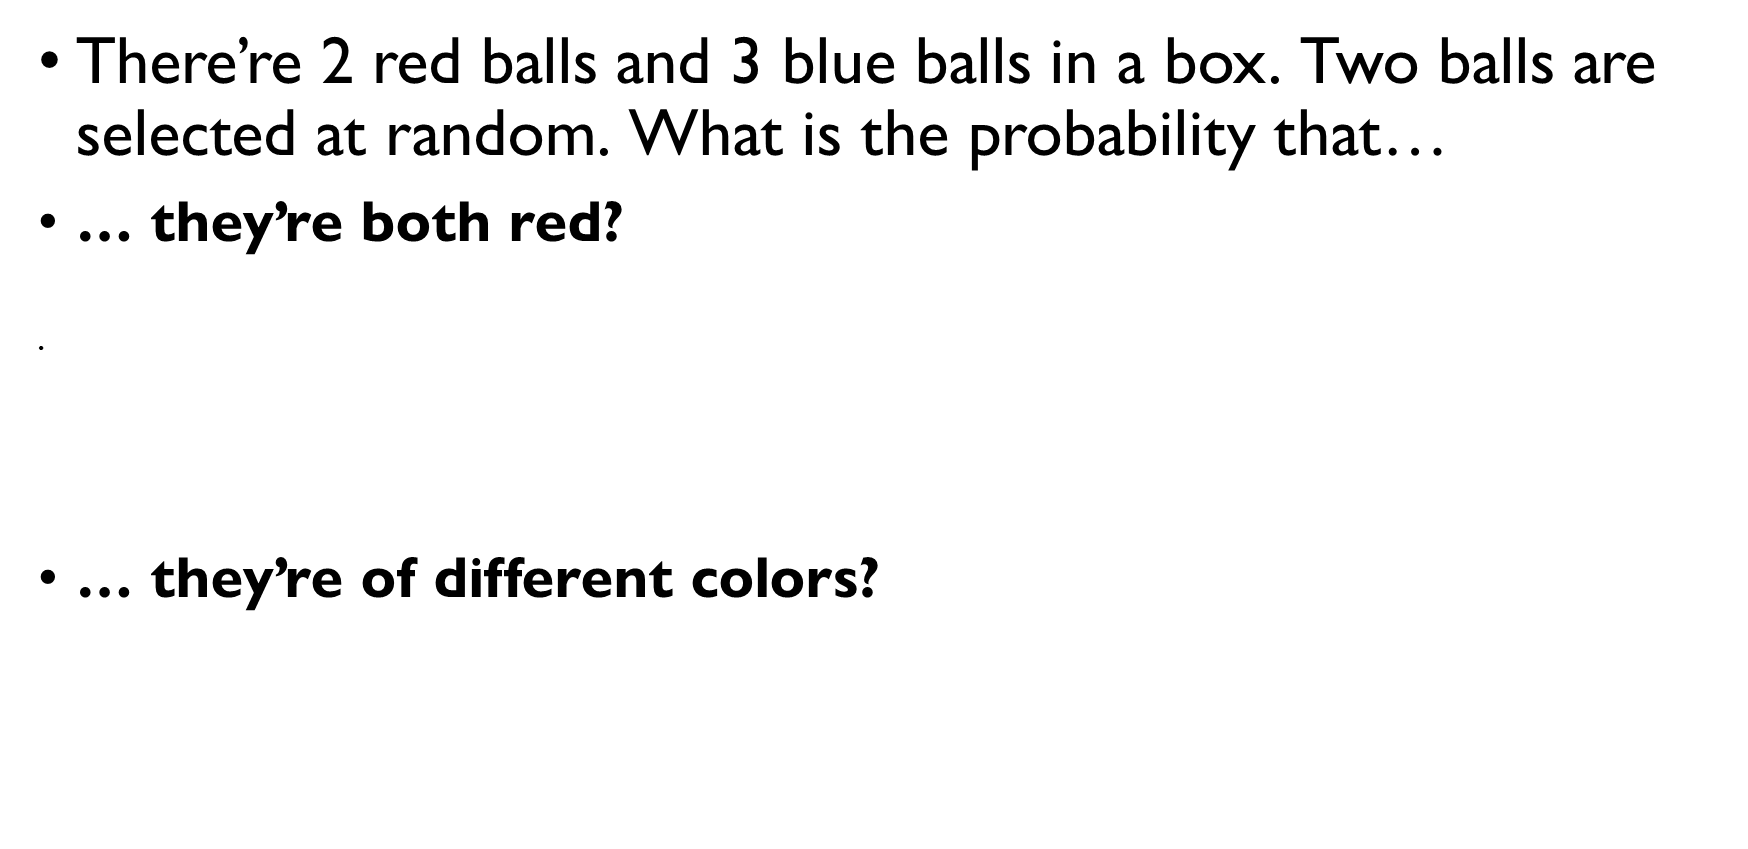 • There’re 2 red balls and 3 blue balls in a box. Two balls are
selected at random. What is the probability that…
• … they’re both red?
•
• … they’re of different colors?